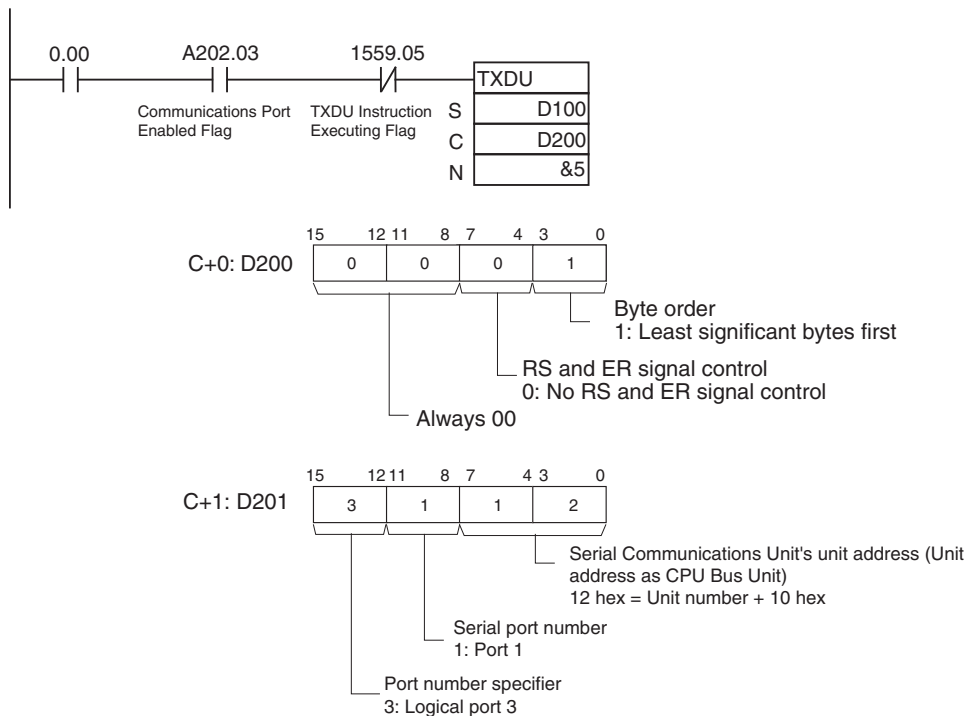 0.00 A202.03 1559.05
TXDU
Communications Port
Enabled Flag
TXDU Instruction
Executing Flag
S D100
C D200
N &5
15 12 11 8 7 4 3 0
C+0: D200 0 0 0 1
Byte order
1: Least significant bytes first
RS and ER signal control
0: No RS and ER signal control
Always 00
15 12 11 8 7 4 3 0
C+1: D201 3 1 1 2
Serial Communications Unit's unit address (Unit
address as CPU Bus Unit)
12 hex = Unit number + 10 hex
Serial port number
1: Port 1
Port number specifier
3: Logical port 3